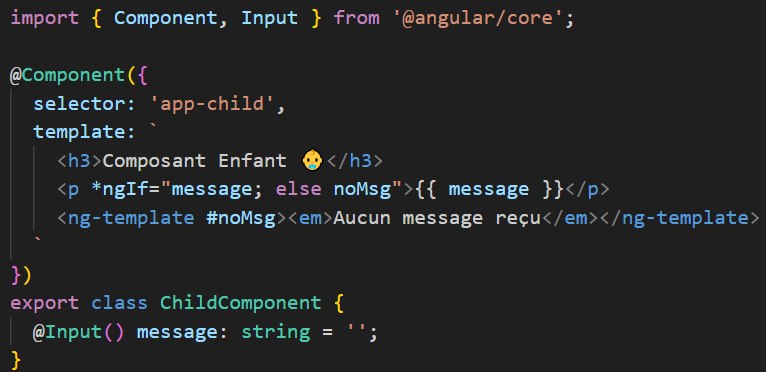 import { Component, Input } from '@angular/core';

@Component({
  selector: 'app-child',
  template: `
    <h3>Composant Enfant 👶</h3>
    <p *ngIf="message; else noMsg">{{ message }}</p>
    <ng-template #noMsg><em>Aucun message reçu</em></ng-template>
  `
})
export class ChildComponent {
  @Input() message: string = '';
}